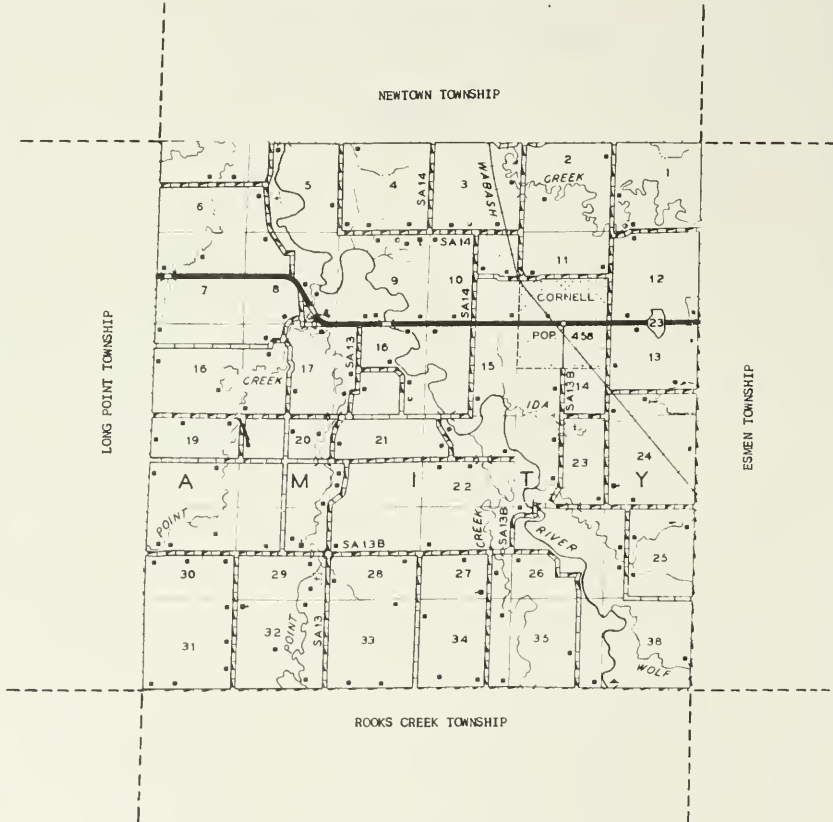 NEWTOWN TOWNSHIP
LONG POINT TOWNSHIP
ESMEN TOWNSHIP
2
1
5
4
3
CREEK
WABASH
SA14
6
SA14
9
10
11
12
7
8
SA14
CORNELL
23
POP. 458
16
17
SA13
16
15
13
CREEK
14
SA13B
IDA
19
20
21
23
24
A M I T Y
22
POINT
CREEK
SA13B
RIVER
SA13B
30
29
28
27
26
25
31
32
POINT
SA13
33
34
35
38
WOLF
ROOKS CREEK TOWNSHIP